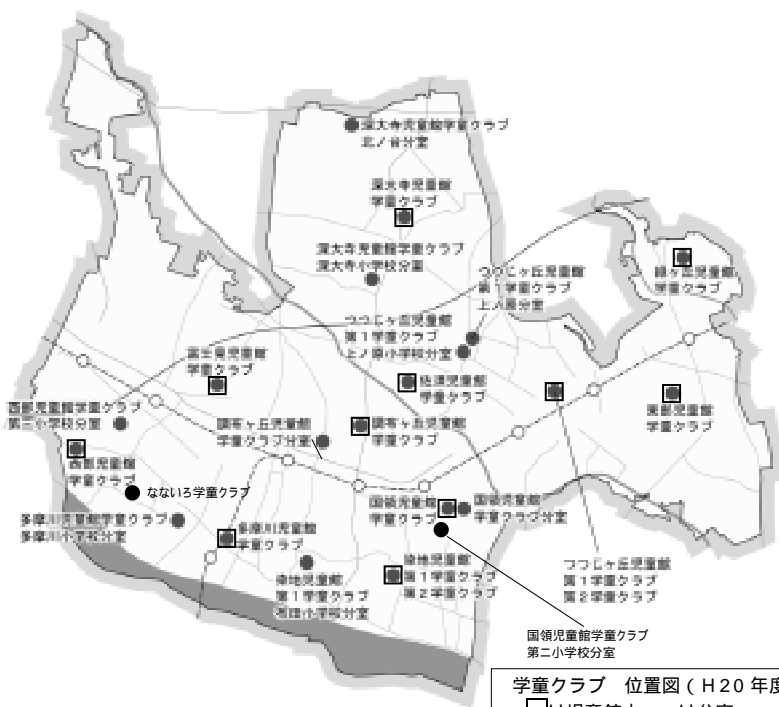 深大寺児童館学童クラブ
北ノ台分室
深大寺児童館
学童クラブ
深大寺児童館学童クラブ
深大寺小学校分室
つつじヶ丘児童館
第1学童クラブ
上ノ原分室
緑ヶ丘児童館
学童クラブ
つつじヶ丘児童館
第1学童クラブ
上ノ原小学校分室
富士見児童館
学童クラブ
佐須児童館
学童クラブ
東部児童館
学童クラブ
西部児童館学童クラブ
第三小学校分室
調布ヶ丘児童館
学童クラブ分室
調布ヶ丘児童館
学童クラブ
西部児童館
学童クラブ
なないろ学童クラブ
国領児童館
学童クラブ
国領児童館
学童クラブ分室
多摩川児童館学童クラブ
多摩川小学校分室
多摩川児童館
学童クラブ
染地児童館
第1学童クラブ
第2学童クラブ
つつじヶ丘児童館
第1学童クラブ
第2学童クラブ
染地児童館
第1学童クラブ
小学校分室
国領児童館学童クラブ
第二小学校分室
学童クラブ 位置図(H20年度